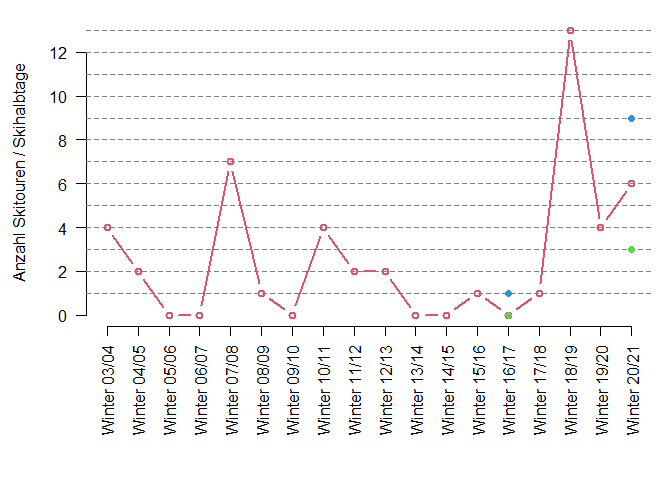 Anzahl Skitouren / Skihalbtage
12
10
8
6
4
2
0
Winter 03/04
Winter 04/05
Winter 05/06
Winter 06/07
Winter 07/08
Winter 08/09
Winter 09/10
Winter 10/11
Winter 11/12
Winter 12/13
Winter 13/14
Winter 14/15
Winter 15/16
Winter 16/17
Winter 17/18
Winter 18/19
Winter 19/20
Winter 20/21